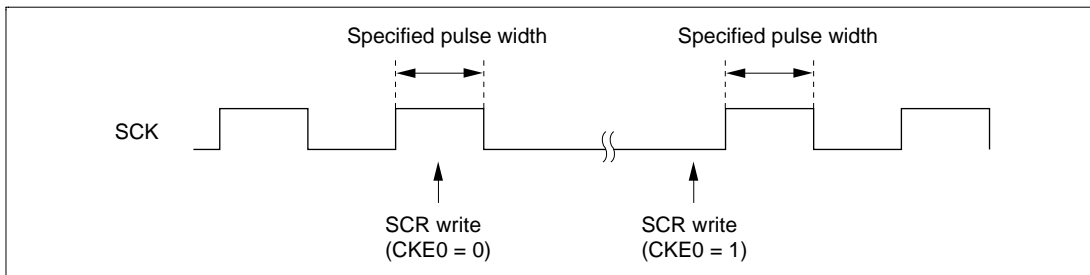 Specified pulse width
Specified pulse width
SCK
SCR write
(CKE0 = 0)
SCR write
(CKE0 = 1)